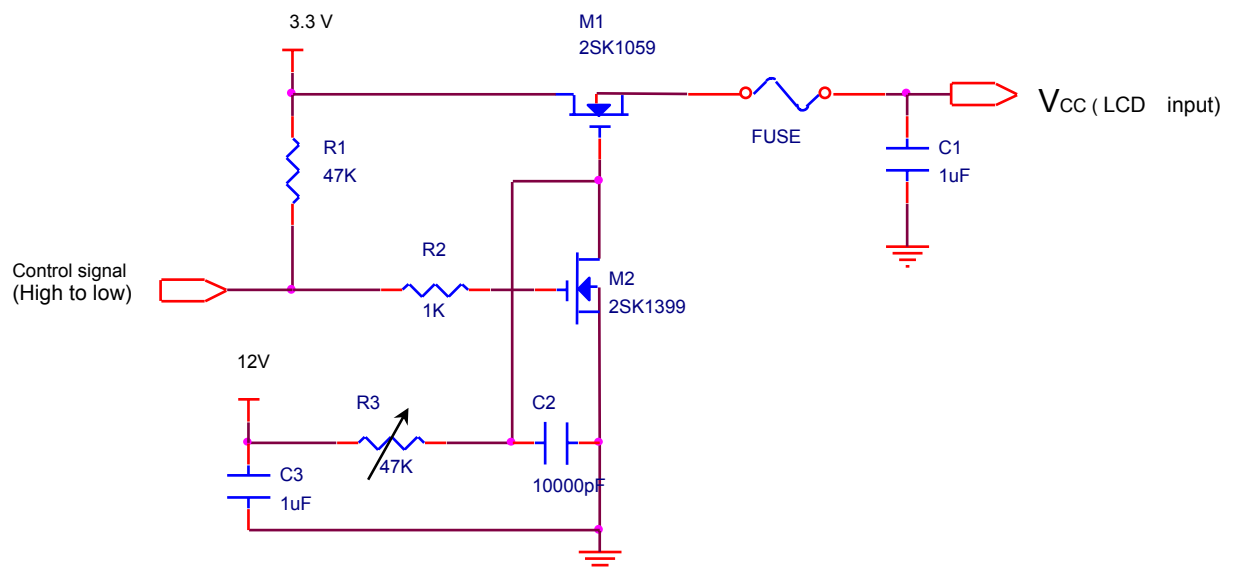 3.3 V
M1
2SK1059
R1
47K
FUSE
C1
1uF
VCC ( LCD input)
Control signal
(High to low)
R2
1K
M2
2SK1399
12V
R3
47K
C2
10000pF
C3
1uF